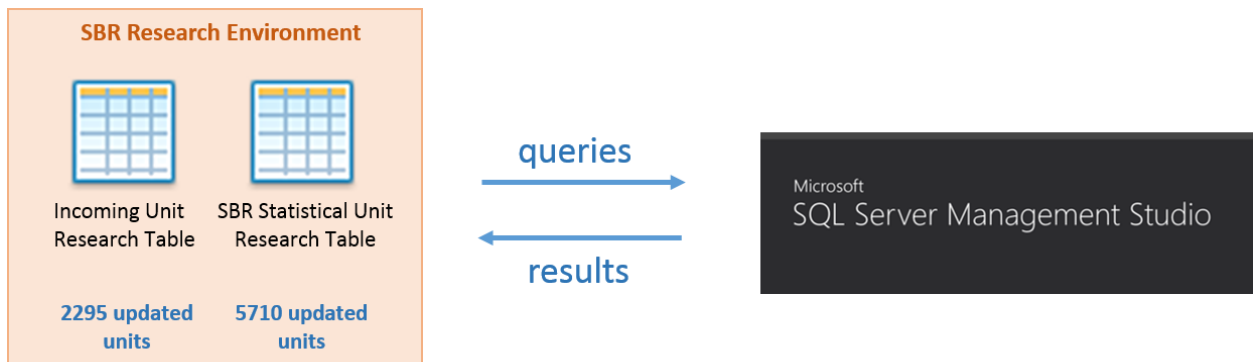 SBR Research Environment
Incoming Unit
Research Table
SBR Statistical Unit
Research Table
2295 updated
units
5710 updated
units
queries
results
Microsoft
SQL Server Management Studio